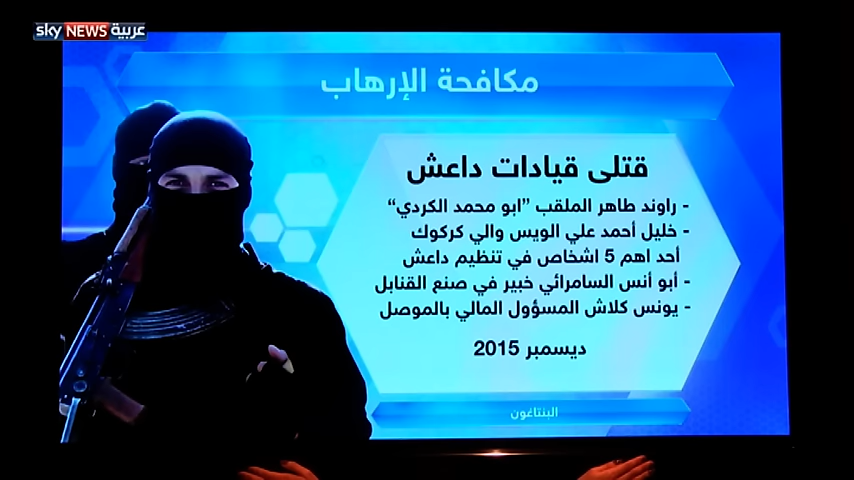 sky NEWS عربية
مكافحة الإرهاب
قتلى قيادات داعش
- راوند طاهر الملقب "ابو محمد الكردي"
- خليل أحمد علي الويس والي كركوك
أحد اهم 5 اشخاص في تنظيم داعش
- أبو أنس السامرائي خبير في صنع القنابل
- يونس كلاش المسؤول المالي بالموصل
ديسمبر 2015
البنتاغون